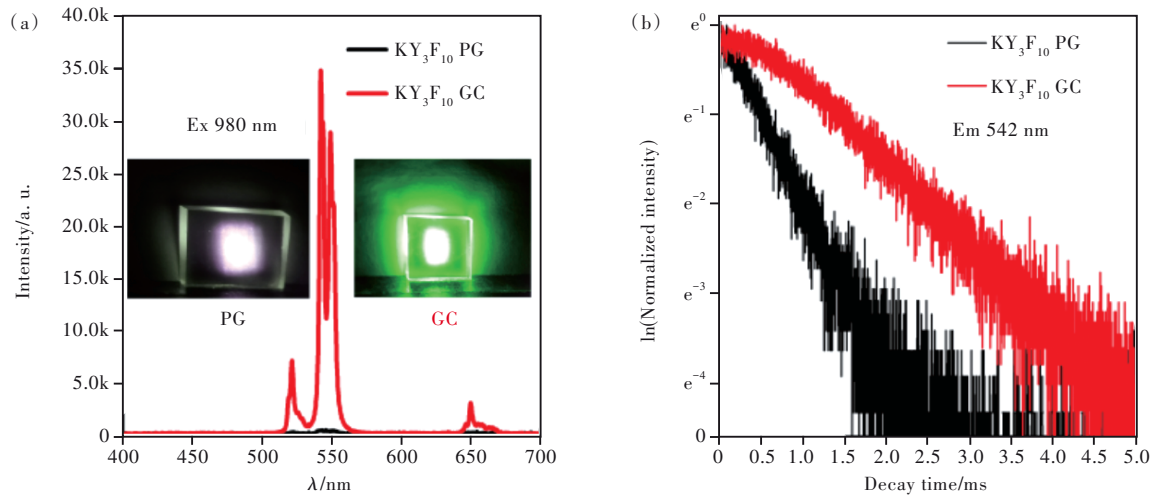 (a)
40.0k
35.0k
30.0k
25.0k
20.0k
15.0k
10.0k
5.0k
0
Intensity/a. u.
KY₃F₁₀ PG
KY₃F₁₀ GC
Ex 980 nm
PG
GC
400
450
500
550
600
650
700
λ/nm
(b)
e⁰
e⁻¹
e⁻²
e⁻³
e⁻⁴
0
ln(Normalized intensity)
KY₃F₁₀ PG
KY₃F₁₀ GC
Em 542 nm
0
0.5
1.0
1.5
2.0
2.5
3.0
3.5
4.0
4.5
5.0
Decay time/ms